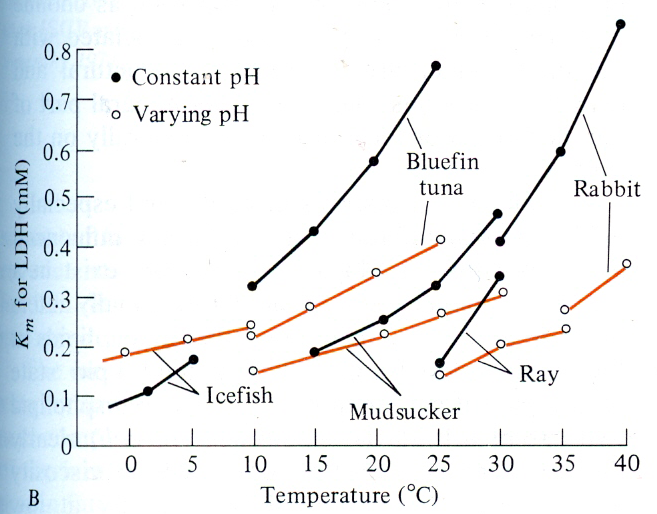 0.8
0.7
0.6
0.5
0.4
0.3
0.2
0.1
0
K_m for LDH (mM)
Constant pH
Varying pH
Bluefin
tuna
Rabbit
Icefish
Mudsucker
Ray
0 5 10 15 20 25 30 35 40
Temperature (°C)
B